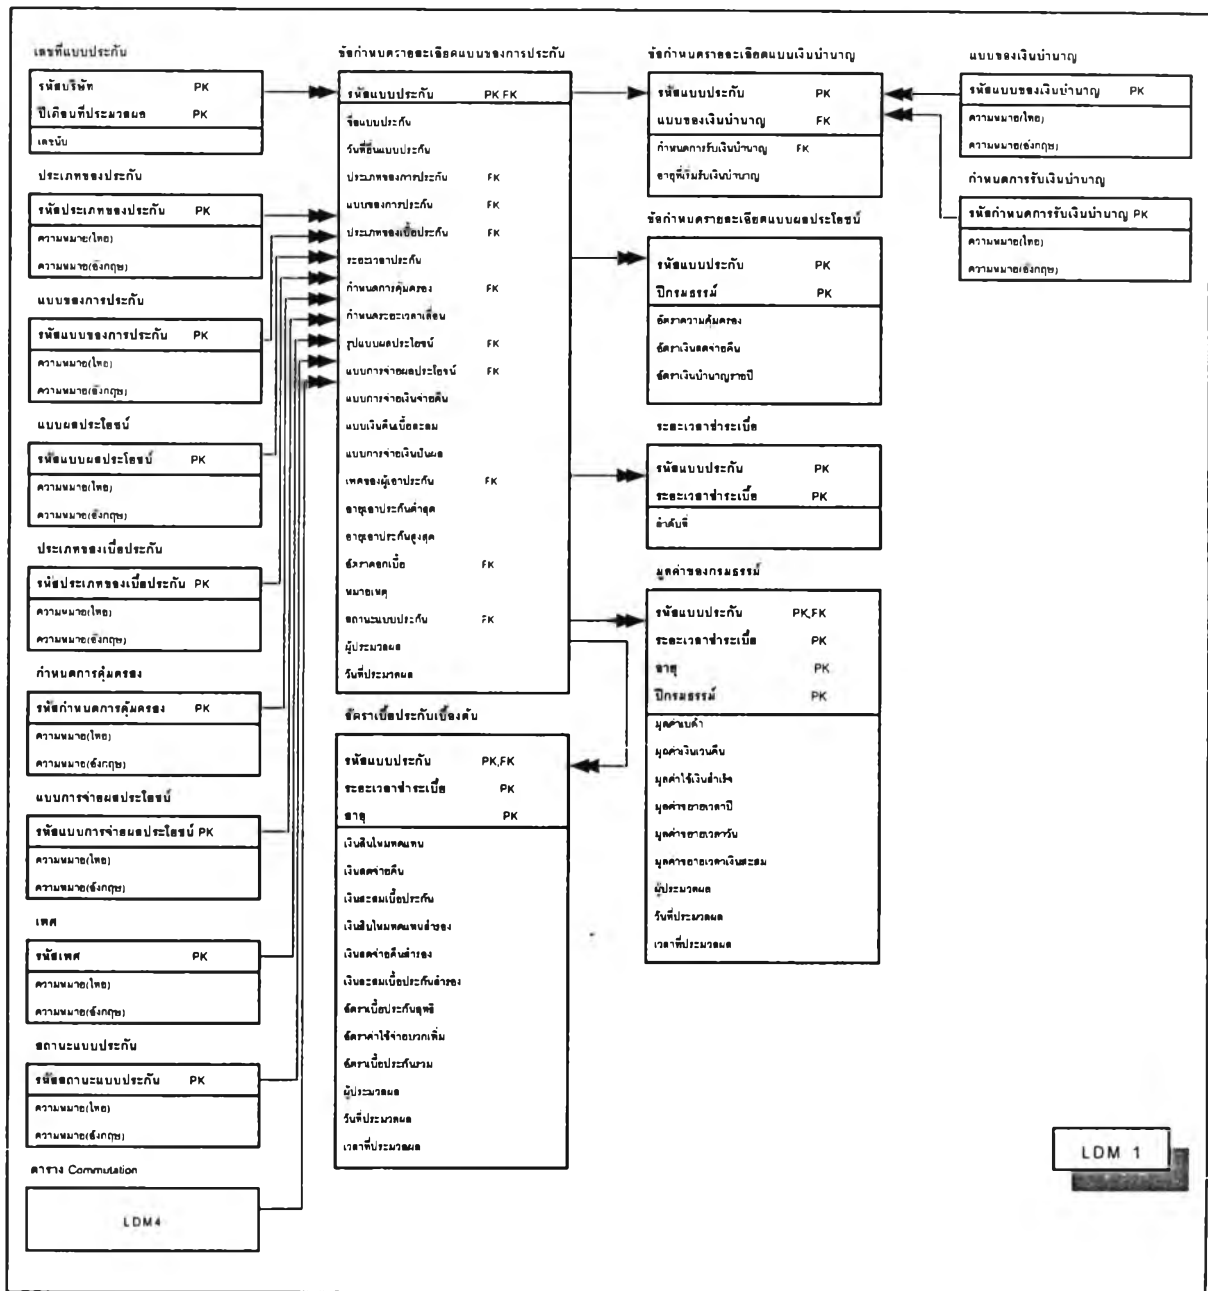 เลขที่แบบประกัน
รหัสบริษัท PK
ปีเดือนที่ประมวลผล PK
เลขนับ
ประเภทของประกัน
รหัสประเภทของประกัน PK
ความหมาย(ไทย)
ความหมาย(อังกฤษ)
แบบของการประกัน
รหัสแบบของการประกัน PK
ความหมาย(ไทย)
ความหมาย(อังกฤษ)
แบบผลประโยชน์
รหัสแบบผลประโยชน์ PK
ความหมาย(ไทย)
ความหมาย(อังกฤษ)
ประเภทของเบี้ยประกัน
รหัสประเภทของเบี้ยประกัน PK
ความหมาย(ไทย)
ความหมาย(อังกฤษ)
กำหนดการคุ้มครอง
รหัสกำหนดการคุ้มครอง PK
ความหมาย(ไทย)
ความหมาย(อังกฤษ)
แบบการจ่ายผลประโยชน์
รหัสแบบการจ่ายผลประโยชน์ PK
ความหมาย(ไทย)
ความหมาย(อังกฤษ)
เพศ
รหัสเพศ PK
ความหมาย(ไทย)
ความหมาย(อังกฤษ)
สถานะแบบประกัน
รหัสสถานะแบบประกัน PK
ความหมาย(ไทย)
ความหมาย(อังกฤษ)
ตาราง Commutation
LDM4
ข้อกำหนดรายละเอียดแบบของการประกัน
รหัสแบบประกัน PK FK
ชื่อแบบประกัน
วันที่ยื่นแบบประกัน
ประเภทของการประกัน FK
แบบของการประกัน FK
ประเภทของเบี้ยประกัน FK
ระยะเวลาประกัน
กำหนดการคุ้มครอง FK
กำหนดระยะเวลาเลื่อน
รูปแบบผลประโยชน์ FK
แบบการจ่ายผลประโยชน์ FK
แบบการจ่ายเงินจ่ายคืน
แบบเงินคืนเบี้ยสะสม
แบบการจ่ายเงินปันผล
เพศของผู้เอาประกัน FK
อายุเอาประกันต่ำสุด
อายุเอาประกันสูงสุด
อัตราดอกเบี้ย FK
หมายเหตุ
สถานะแบบประกัน FK
ผู้ประมวลผล
วันที่ประมวลผล
อัตราเบี้ยประกันเบื้องต้น
รหัสแบบประกัน PK,FK
ระยะเวลาชำระเบี้ย PK
อายุ PK
เงินสินไหมทดแทน
เงินสดจ่ายคืน
เงินสะสมเบี้ยประกัน
เงินสินไหมทดแทนสำรอง
เงินสดจ่ายคืนสำรอง
เงินสะสมเบี้ยประกันสำรอง
อัตราเบี้ยประกันสุทธิ
อัตราค่าใช้จ่ายบวกเพิ่ม
อัตราเบี้ยประกันรวม
ผู้ประมวลผล
วันที่ประมวลผล
เวลาที่ประมวลผล
ข้อกำหนดรายละเอียดแบบเงินบำนาญ
รหัสแบบประกัน PK
แบบของเงินบำนาญ FK
กำหนดการรับเงินบำนาญ FK
อายุที่เริ่มรับเงินบำนาญ
ข้อกำหนดรายละเอียดแบบผลประโยชน์
รหัสแบบประกัน PK
ปีกรมธรรม์ PK
อัตราความคุ้มครอง
อัตราเงินสดจ่ายคืน
อัตราเงินบำนาญรายปี
ระยะเวลาชำระเบี้ย
รหัสแบบประกัน PK
ระยะเวลาชำระเบี้ย PK
ลำดับที่
มูลค่าของกรมธรรม์
รหัสแบบประกัน PK,FK
ระยะเวลาชำระเบี้ย PK
อายุ PK
ปีกรมธรรม์ PK
มูลค่าเบต้า
มูลค่าเงินเวนคืน
มูลค่าใช้เงินสำเร็จ
มูลค่าขยายเวลาปี
มูลค่าขยายเวลาวัน
มูลค่าขยายเวลาเงินสะสม
ผู้ประมวลผล
วันที่ประมวลผล
เวลาที่ประมวลผล
แบบของเงินบำนาญ
รหัสแบบของเงินบำนาญ PK
ความหมาย(ไทย)
ความหมาย(อังกฤษ)
กำหนดการรับเงินบำนาญ
รหัสกำหนดการรับเงินบำนาญ PK
ความหมาย(ไทย)
ความหมาย(อังกฤษ)
LDM 1